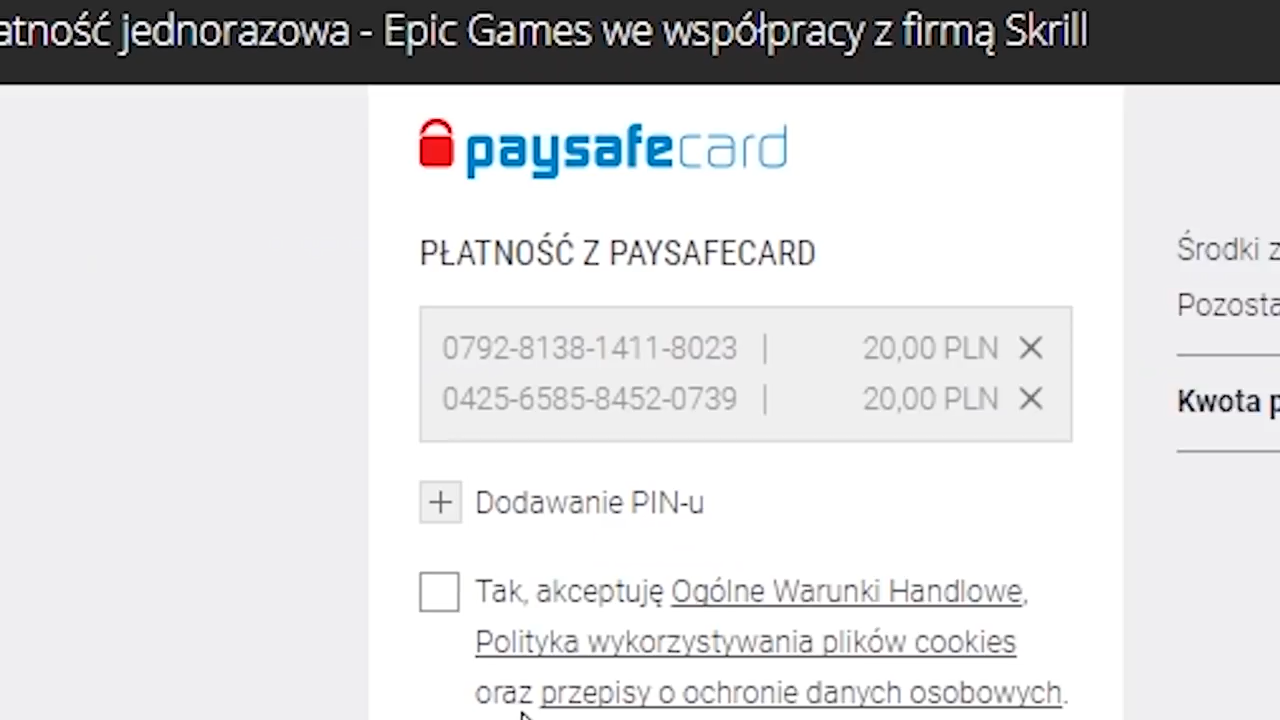 atność jednorazowa - Epic Games we współpracy z firmą Skrill
paysafecard
PŁATNOŚĆ Z PAYSAFECARD
0792-8138-1411-8023 | 20,00 PLN ×
0425-6585-8452-0739 | 20,00 PLN ×
+ Dodawanie PIN-u
Tak, akceptuję Ogólne Warunki Handlowe,
Polityka wykorzystywania plików cookies
oraz przepisy o ochronie danych osobowych.
Środki z
Pozosta
Kwota p